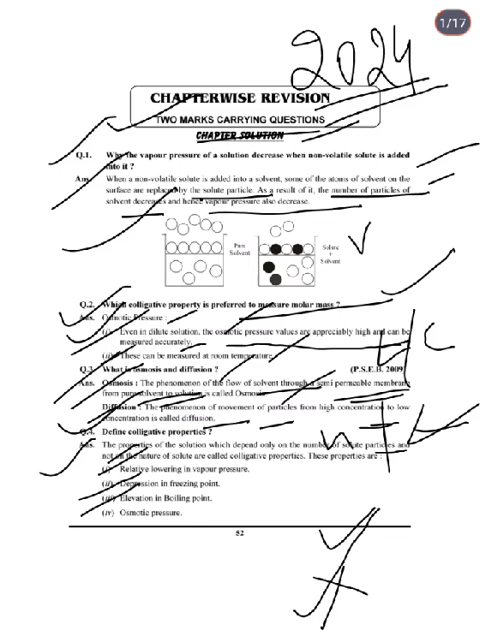 1/17
2024
CHAPTERWISE REVISION
TWO MARKS CARRYING QUESTIONS
CHAPTER SOLUTION
Q.1. Why the vapour pressure of a solution decrease when non-volatile solute is added
into it ?
Ans. When a non-volatile solute is added into a solvent, some of the atoms of solvent on the
surface are replaced by the solute particle. As a result of it, the number of particles of
solvent decreases and hence vapour pressure also decrease.
Pure
Solvent
Solute
+
Solvent
Q.2. Which colligative property is preferred to measure molar mass ?
Ans. Osmotic Pressure :
(i) Even in dilute solution, the osmotic pressure values are appreciably high and can be
measured accurately.
(ii) These can be measured at room temperature.
Q.3. What is osmosis and diffusion ? (P.S.E.B. 2009)
Ans. Osmosis : The phenomenon of the flow of solvent through a semi permeable membrane
from pure solvent to solution is called Osmosis.
Diffusion : The phenomenon of movement of particles from high concentration to low
concentration is called diffusion.
Q.4. Define colligative properties ?
Ans. The properties of the solution which depend only on the number of solute particles and
not on the nature of solute are called colligative properties. These properties are :
(i) Relative lowering in vapour pressure.
(ii) Depression in freezing point.
(iii) Elevation in Boiling point.
(iv) Osmotic pressure.
52